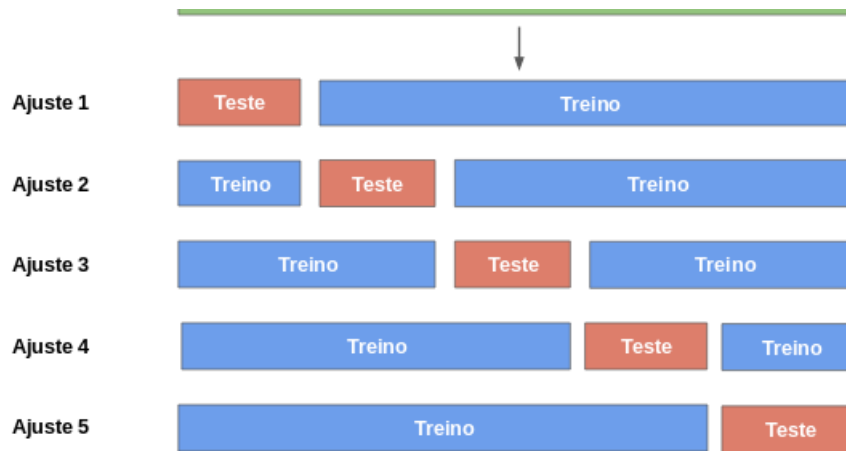 Ajuste 1 Teste Treino
Ajuste 2 Treino Teste Treino
Ajuste 3 Treino Teste Treino
Ajuste 4 Treino Teste Treino
Ajuste 5 Treino Teste